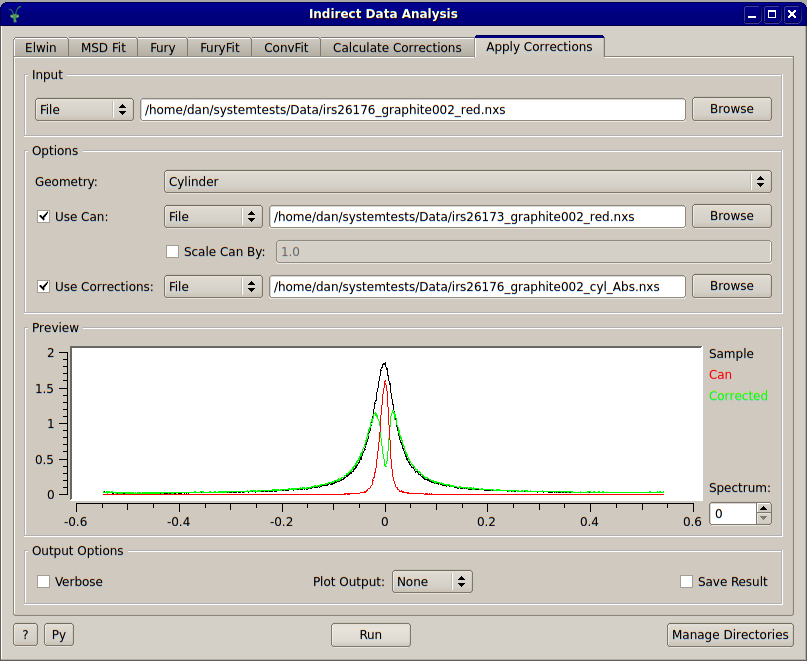 Indirect Data Analysis
Elwin MSD Fit Fury FuryFit ConvFit Calculate Corrections Apply Corrections
Input
File /home/dan/systemtests/Data/irs26176_graphite002_red.nxs Browse
Options
Geometry: Cylinder
Use Can: File /home/dan/systemtests/Data/irs26173_graphite002_red.nxs Browse
Scale Can By: 1.0
Use Corrections: File /home/dan/systemtests/Data/irs26176_graphite002_cyl_Abs.nxs Browse
Preview
2 Sample
Can
1.5 Corrected
1
0.5
Spectrum:
0
0
-0.6 -0.4 -0.2 0 0.2 0.4 0.6
Output Options
Verbose Plot Output: None Save Result
? Py Run Manage Directories